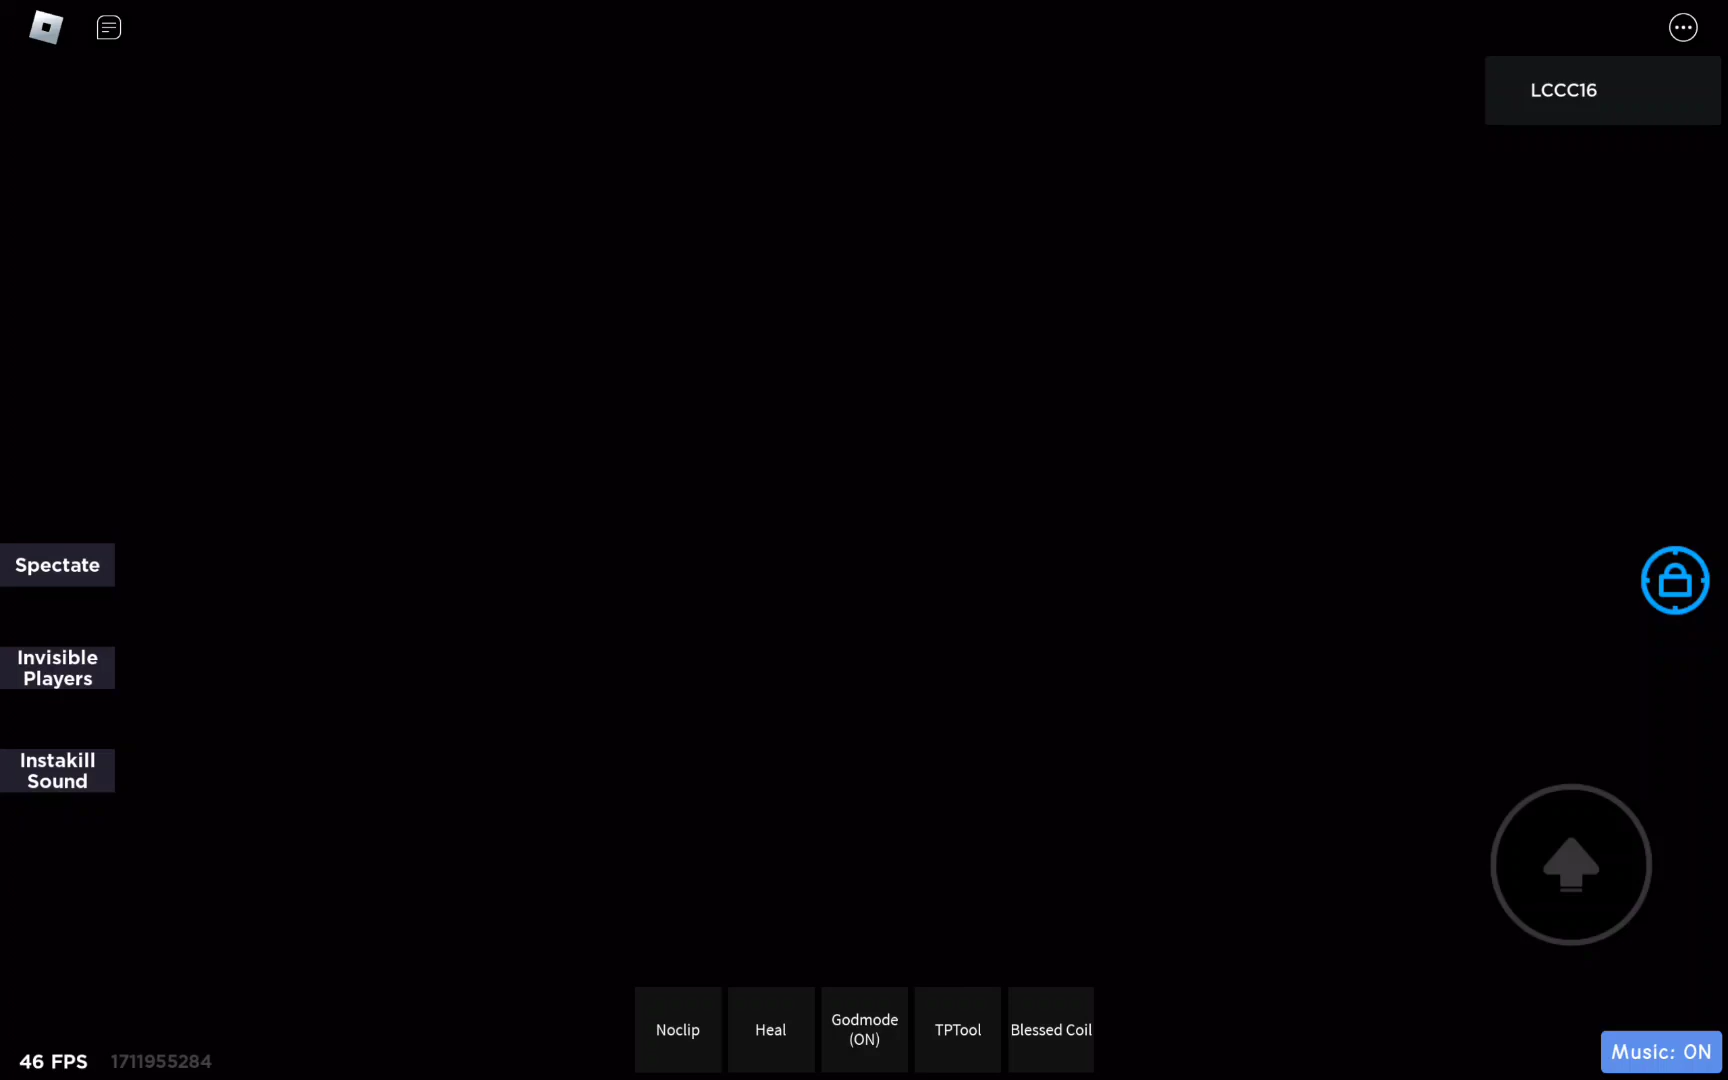 LCCC16
Spectate
Invisible
Players
Instakill
Sound
Noclip
Heal
Godmode
(ON)
TPTool
Blessed Coil
46 FPS 1711955284
Music: ON